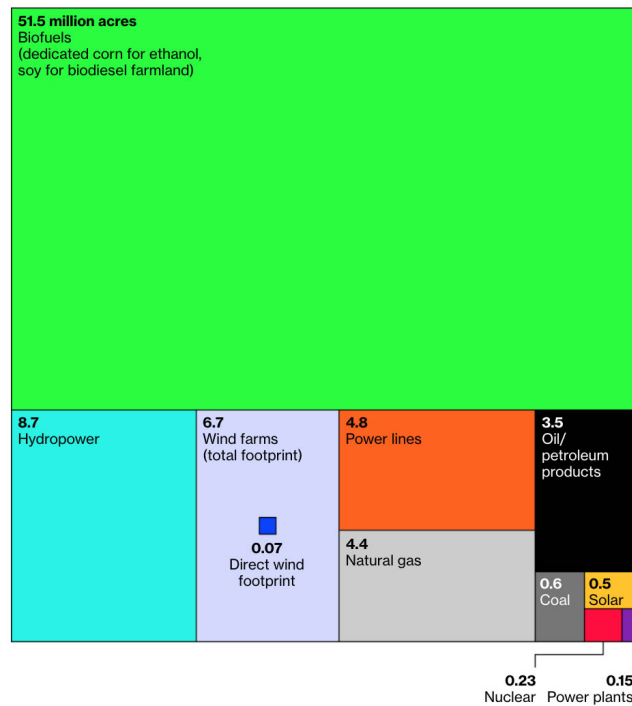 51.5 million acres
Biofuels
(dedicated corn for ethanol,
soy for biodiesel farmland)
8.7
Hydropower
6.7
Wind farms
(total footprint)
0.07
Direct wind
footprint
4.8
Power lines
4.4
Natural gas
3.5
Oil/
petroleum
products
0.6
Coal
0.5
Solar
0.23
Nuclear
0.15
Power plants